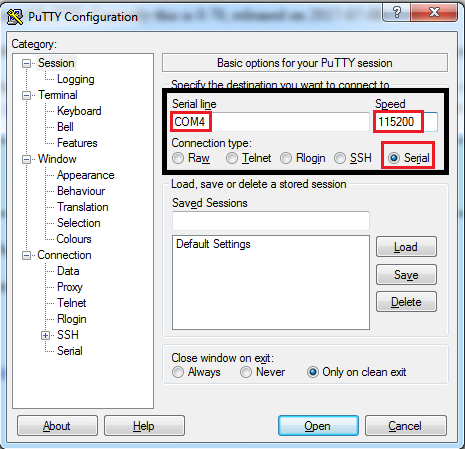 PuTTY Configuration
Category:
Session
Logging
Terminal
Keyboard
Bell
Features
Window
Appearance
Behaviour
Translation
Selection
Colours
Connection
Data
Proxy
Telnet
Rlogin
SSH
Serial
Basic options for your PuTTY session
Specify the destination you want to connect to
Serial line Speed
COM4 115200
Connection type:
Raw Telnet Rlogin SSH Serial
Load, save or delete a stored session
Saved Sessions
Default Settings
Load
Save
Delete
Close window on exit:
Always Never Only on clean exit
About Help Open Cancel